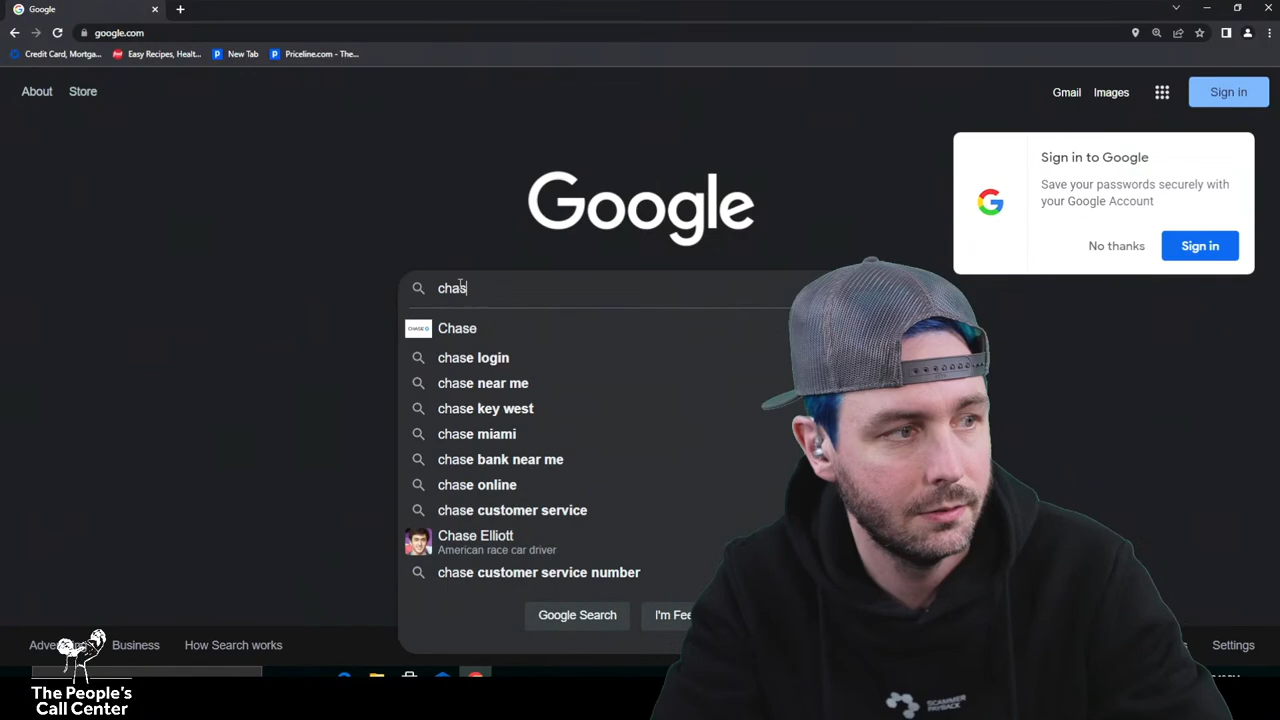 Google
google.com
Credit Card, Mortga...
Easy Recipes, Healt...
New Tab
Priceline.com - The...
About
Store
Gmail
Images
Sign in
Sign in to Google
Save your passwords securely with
your Google Account
No thanks
Sign in
Google
chas
CHASE
Chase
chase login
chase near me
chase key west
chase miami
chase bank near me
chase online
chase customer service
Chase Elliott
American race car driver
chase customer service number
Google Search
I'm Fee
Business
How Search works
Settings
The People's
Call Center
SCAMMER
PAYBACK